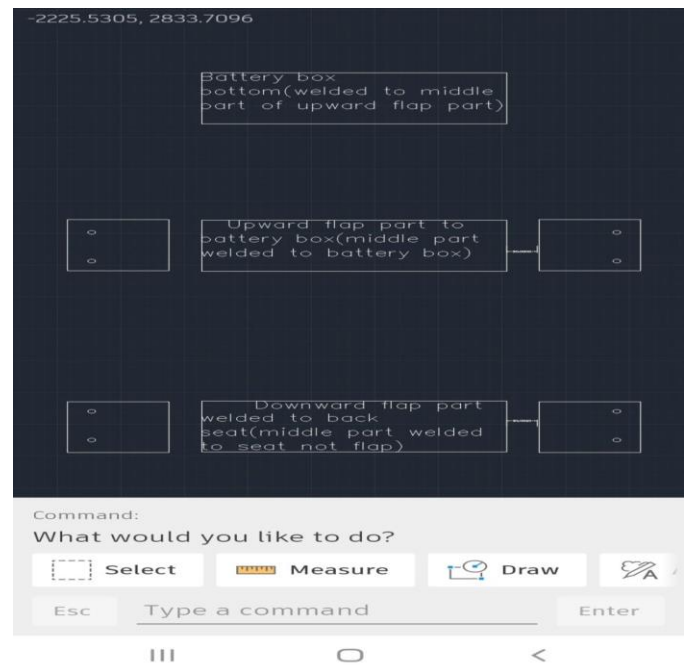 -2225.5305, 2833.7096
Battery box
bottom(welded to middle
part of upward flap part)
Upward flap part to
battery box(middle part
welded to battery box)
Downward flap part
welded to back
seat(middle part welded
to seat not flap)
Command:
What would you like to do?
Select Measure Draw
Esc Type a command Enter